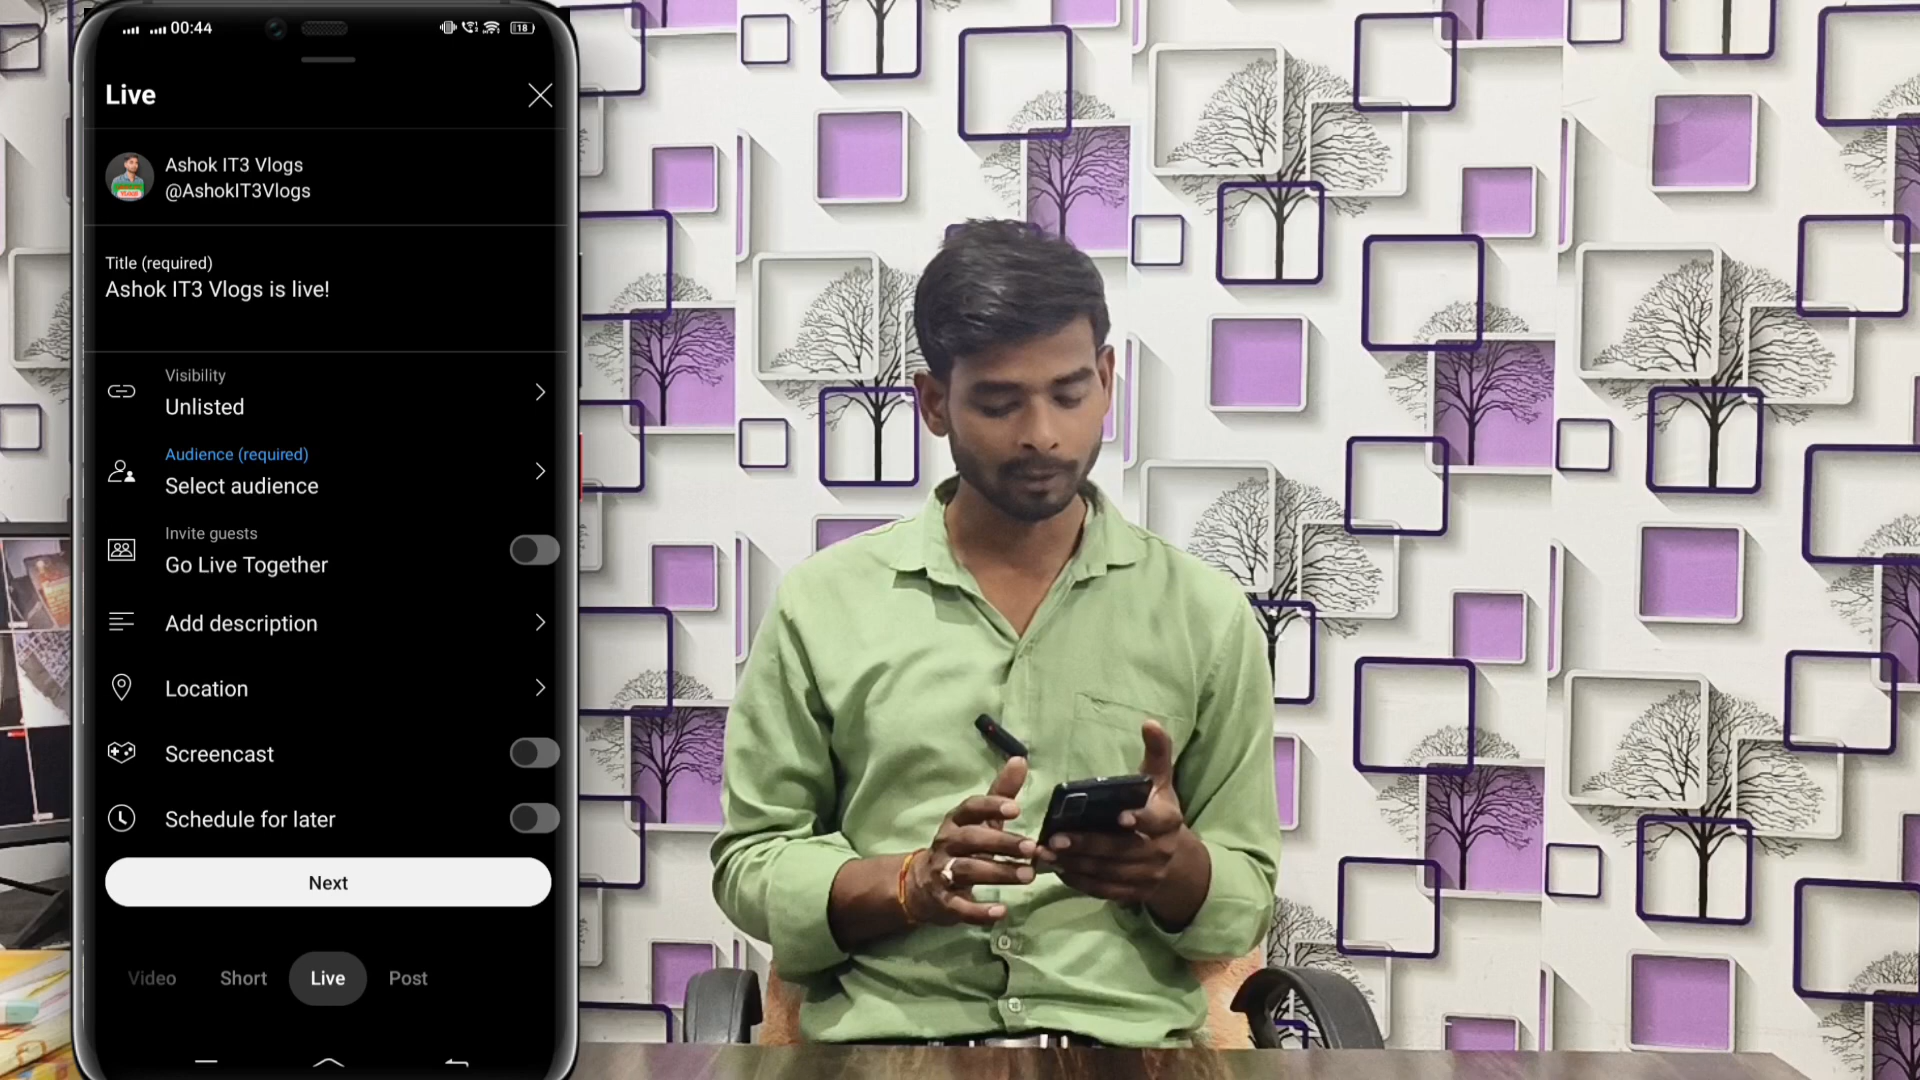 00:44
18
Live
Ashok IT3 Vlogs
@AshokIT3Vlogs
Title (required)
Ashok IT3 Vlogs is live!
Visibility
Unlisted
Audience (required)
Select audience
Invite guests
Go Live Together
Add description
Location
Screencast
Schedule for later
Next
Video
Short
Live
Post